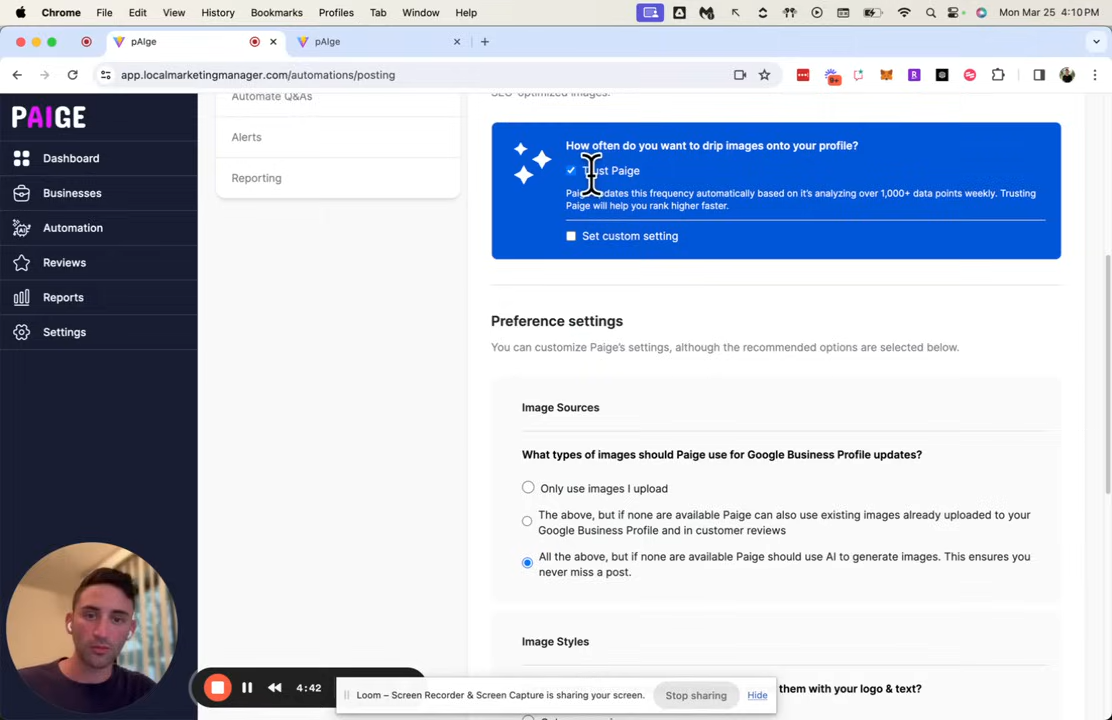 Chrome File Edit View History Bookmarks Profiles Tab Window Help Mon Mar 25 4:10 PM
pAIge pAIge
app.localmarketingmanager.com/automations/posting
9+
PAIGE
Dashboard
Businesses
Automation
Reviews
Reports
Settings
Automate Q&As
Alerts
Reporting
SEO-optimized images.
How often do you want to drip images onto your profile?
Trust Paige
Paige updates this frequency automatically based on it's analyzing over 1,000+ data points weekly. Trusting
Paige will help you rank higher faster.
Set custom setting
Preference settings
You can customize Paige's settings, although the recommended options are selected below.
Image Sources
What types of images should Paige use for Google Business Profile updates?
Only use images I upload
The above, but if none are available Paige can also use existing images already uploaded to your
Google Business Profile and in customer reviews
All the above, but if none are available Paige should use AI to generate images. This ensures you
never miss a post.
Image Styles
them with your logo & text?
4:42
Loom – Screen Recorder & Screen Capture is sharing your screen. Stop sharing Hide